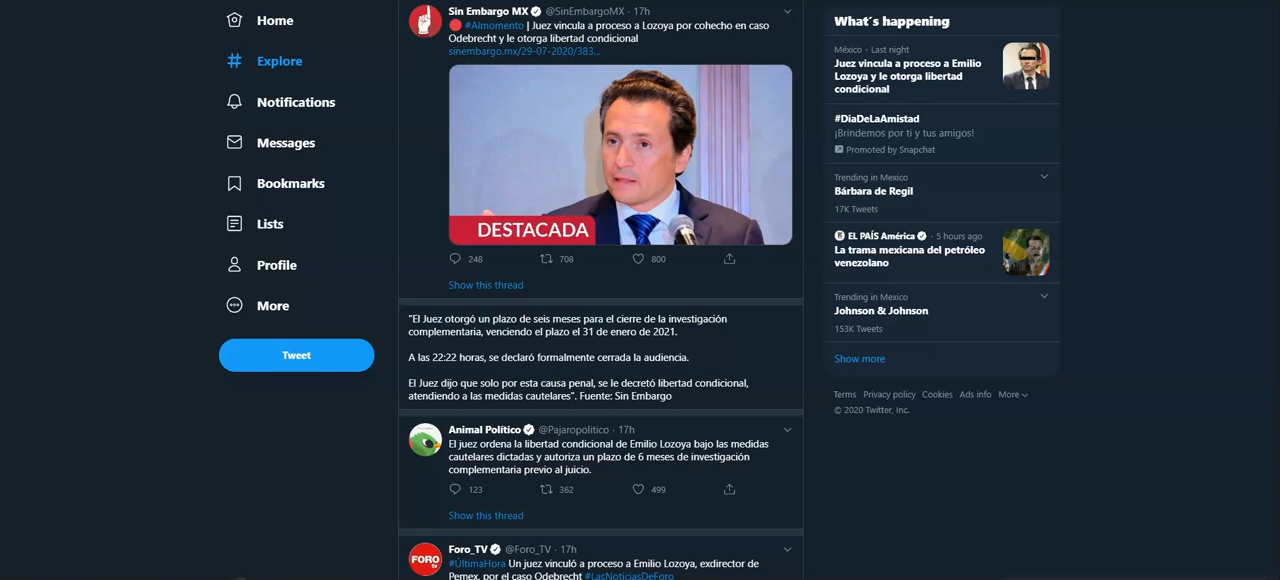 Home
Explore
Notifications
Messages
Bookmarks
Lists
Profile
More
Tweet
Sin Embargo MX @SinEmbargoMX · 17h
#AlMomento | Juez vincula a proceso a Lozoya por cohecho en caso
Odebrecht y le otorga libertad condicional
sinembargo.mx/29-07-2020/383...
DESTACADA
248 708 800
Show this thread
"El Juez otorgó un plazo de seis meses para el cierre de la investigación
complementaria, venciendo el plazo el 31 de enero de 2021.
A las 22:22 horas, se declaró formalmente cerrada la audiencia.
El Juez dijo que solo por esta causa penal, se le decretó libertad condicional,
atendiendo a las medidas cautelares". Fuente: Sin Embargo
Animal Político @Pajaropolitico · 17h
El juez ordena la libertad condicional de Emilio Lozoya bajo las medidas
cautelares dictadas y autoriza un plazo de 6 meses de investigación
complementaria previo al juicio.
123 362 499
Show this thread
FORO
tv
Foro_TV @Foro_TV · 17h
#ÚltimaHora Un juez vinculó a proceso a Emilio Lozoya, exdirector de
Pemex, por el caso Odebrecht #LasNoticiasDeForo
What's happening
México · Last night
Juez vincula a proceso a Emilio
Lozoya y le otorga libertad
condicional
#DiaDeLaAmistad
¡Brindemos por ti y tus amigos!
Promoted by Snapchat
Trending in Mexico
Bárbara de Regil
17K Tweets
EL PAÍS América · 5 hours ago
La trama mexicana del petróleo
venezolano
Trending in Mexico
Johnson & Johnson
153K Tweets
Show more
Terms Privacy policy Cookies Ads info More
© 2020 Twitter, Inc.